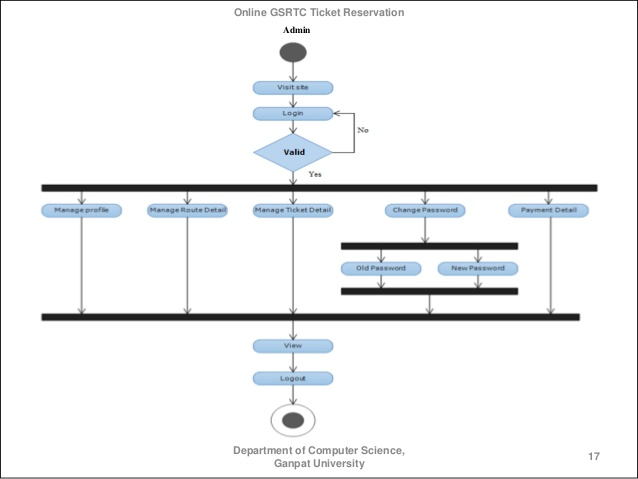 Online GSRTC Ticket Reservation
Admin
Visit site
Login
No
Valid
Yes
Manage profile
Manage Route Detail
Manage Ticket Detail
Change Password
Payment Detail
Old Password
New Password
View
Logout
Department of Computer Science,
Ganpat University
17